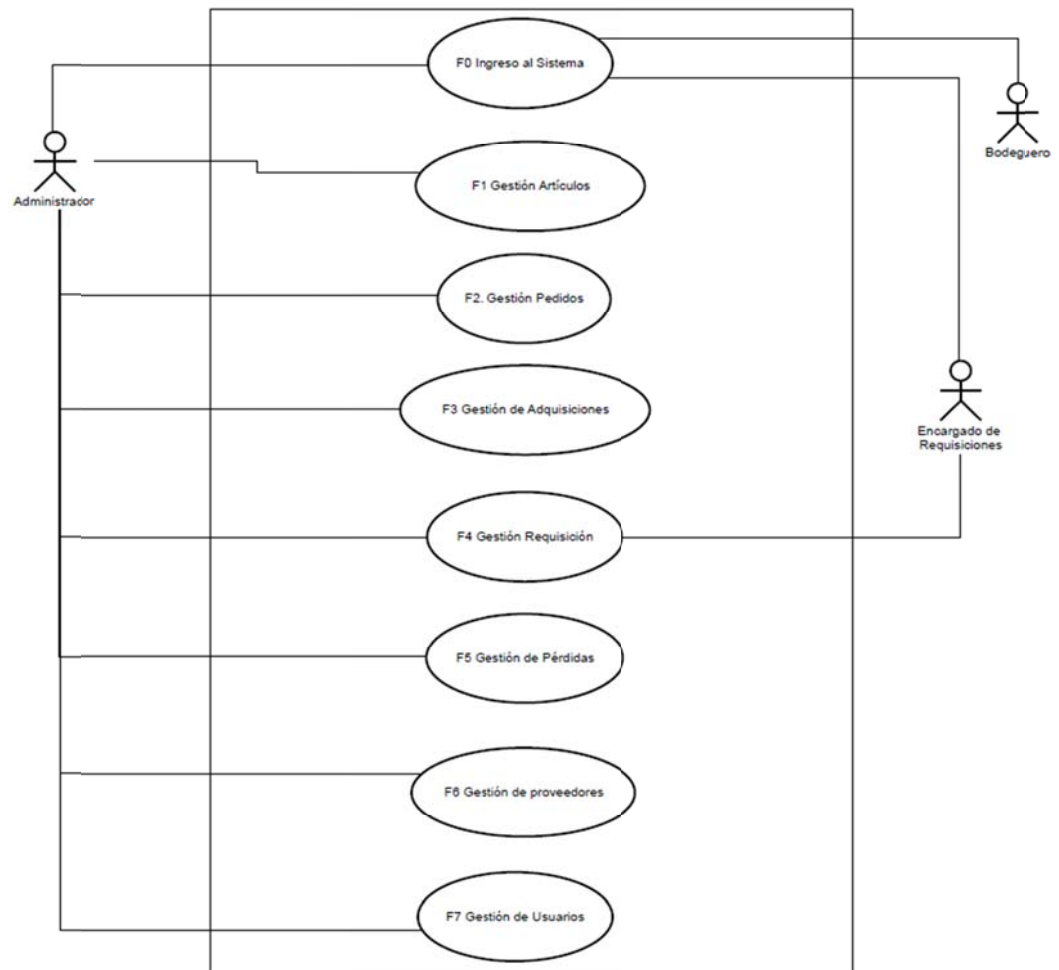 F0 Ingreso al Sistema
Bodeguero
Administrador
F1 Gestión Artículos
F2. Gestión Pedidos
F3 Gestión de Adquisiciones
Encargado de
Requisiciones
F4 Gestión Requisición
F5 Gestión de Pérdidas
F6 Gestión de proveedores
F7 Gestión de Usuarios